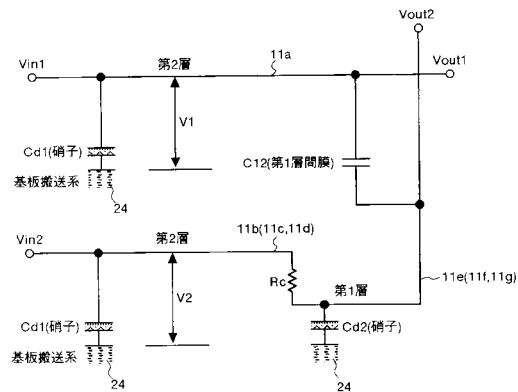 Vout2
11a
Vin1
第2層
Vout1
V1
Cd1(硝子)
C12(第1層間膜)
基板搬送系
24
11b(11c,11d)
Vin2
第2層
11e(11f,11g)
Rc
第1層
V2
Cd1(硝子)
Cd2(硝子)
基板搬送系
24
24